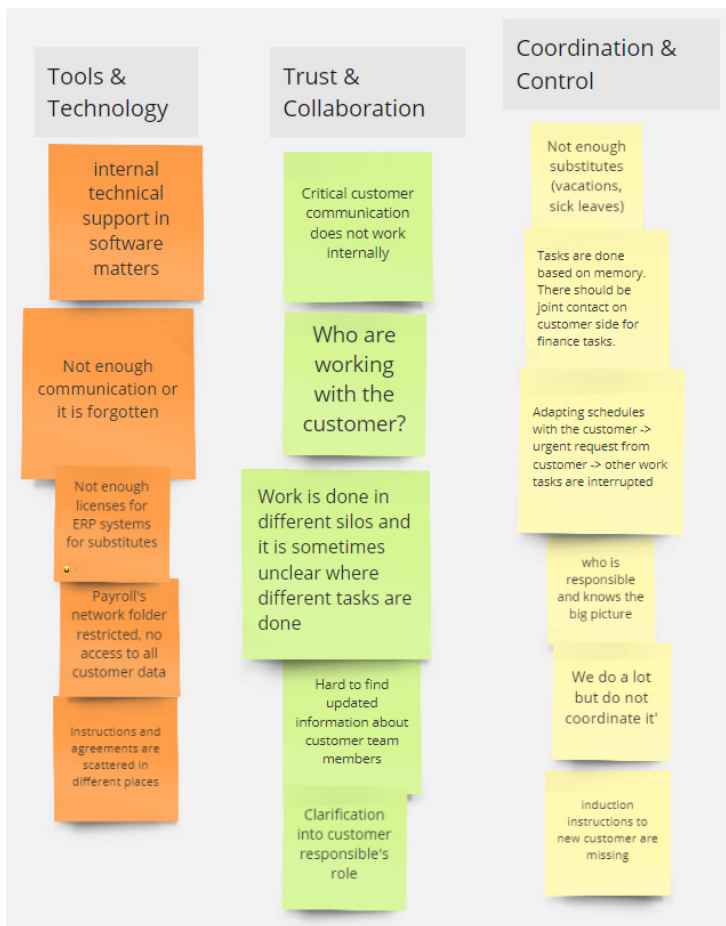 Tools &
Technology
internal
technical
support in
software
matters
Not enough
communication or
it is forgotten
Not enough
licenses for
ERP systems
for substitutes
Payroll's
network folder
restricted, no
access to all
customer data
Instructions and
agreements are
scattered in
different places
Trust &
Collaboration
Critical customer
communication
does not work
internally
Who are
working
with the
customer?
Work is done in
different silos and
it is sometimes
unclear where
different tasks are
done
Hard to find
updated
information about
customer team
members
Clarification
into customer
responsible's
role
Coordination &
Control
Not enough
substitutes
(vacations,
sick leaves)
Tasks are done
based on memory.
There should be
joint contact on
customer side for
finance tasks.
Adapting schedules
with the customer ->
urgent request from
customer -> other work
tasks are interrupted
who is
responsible
and knows the
big picture
We do a lot
but do not
coordinate it'
induction
instructions to
new customer are
missing